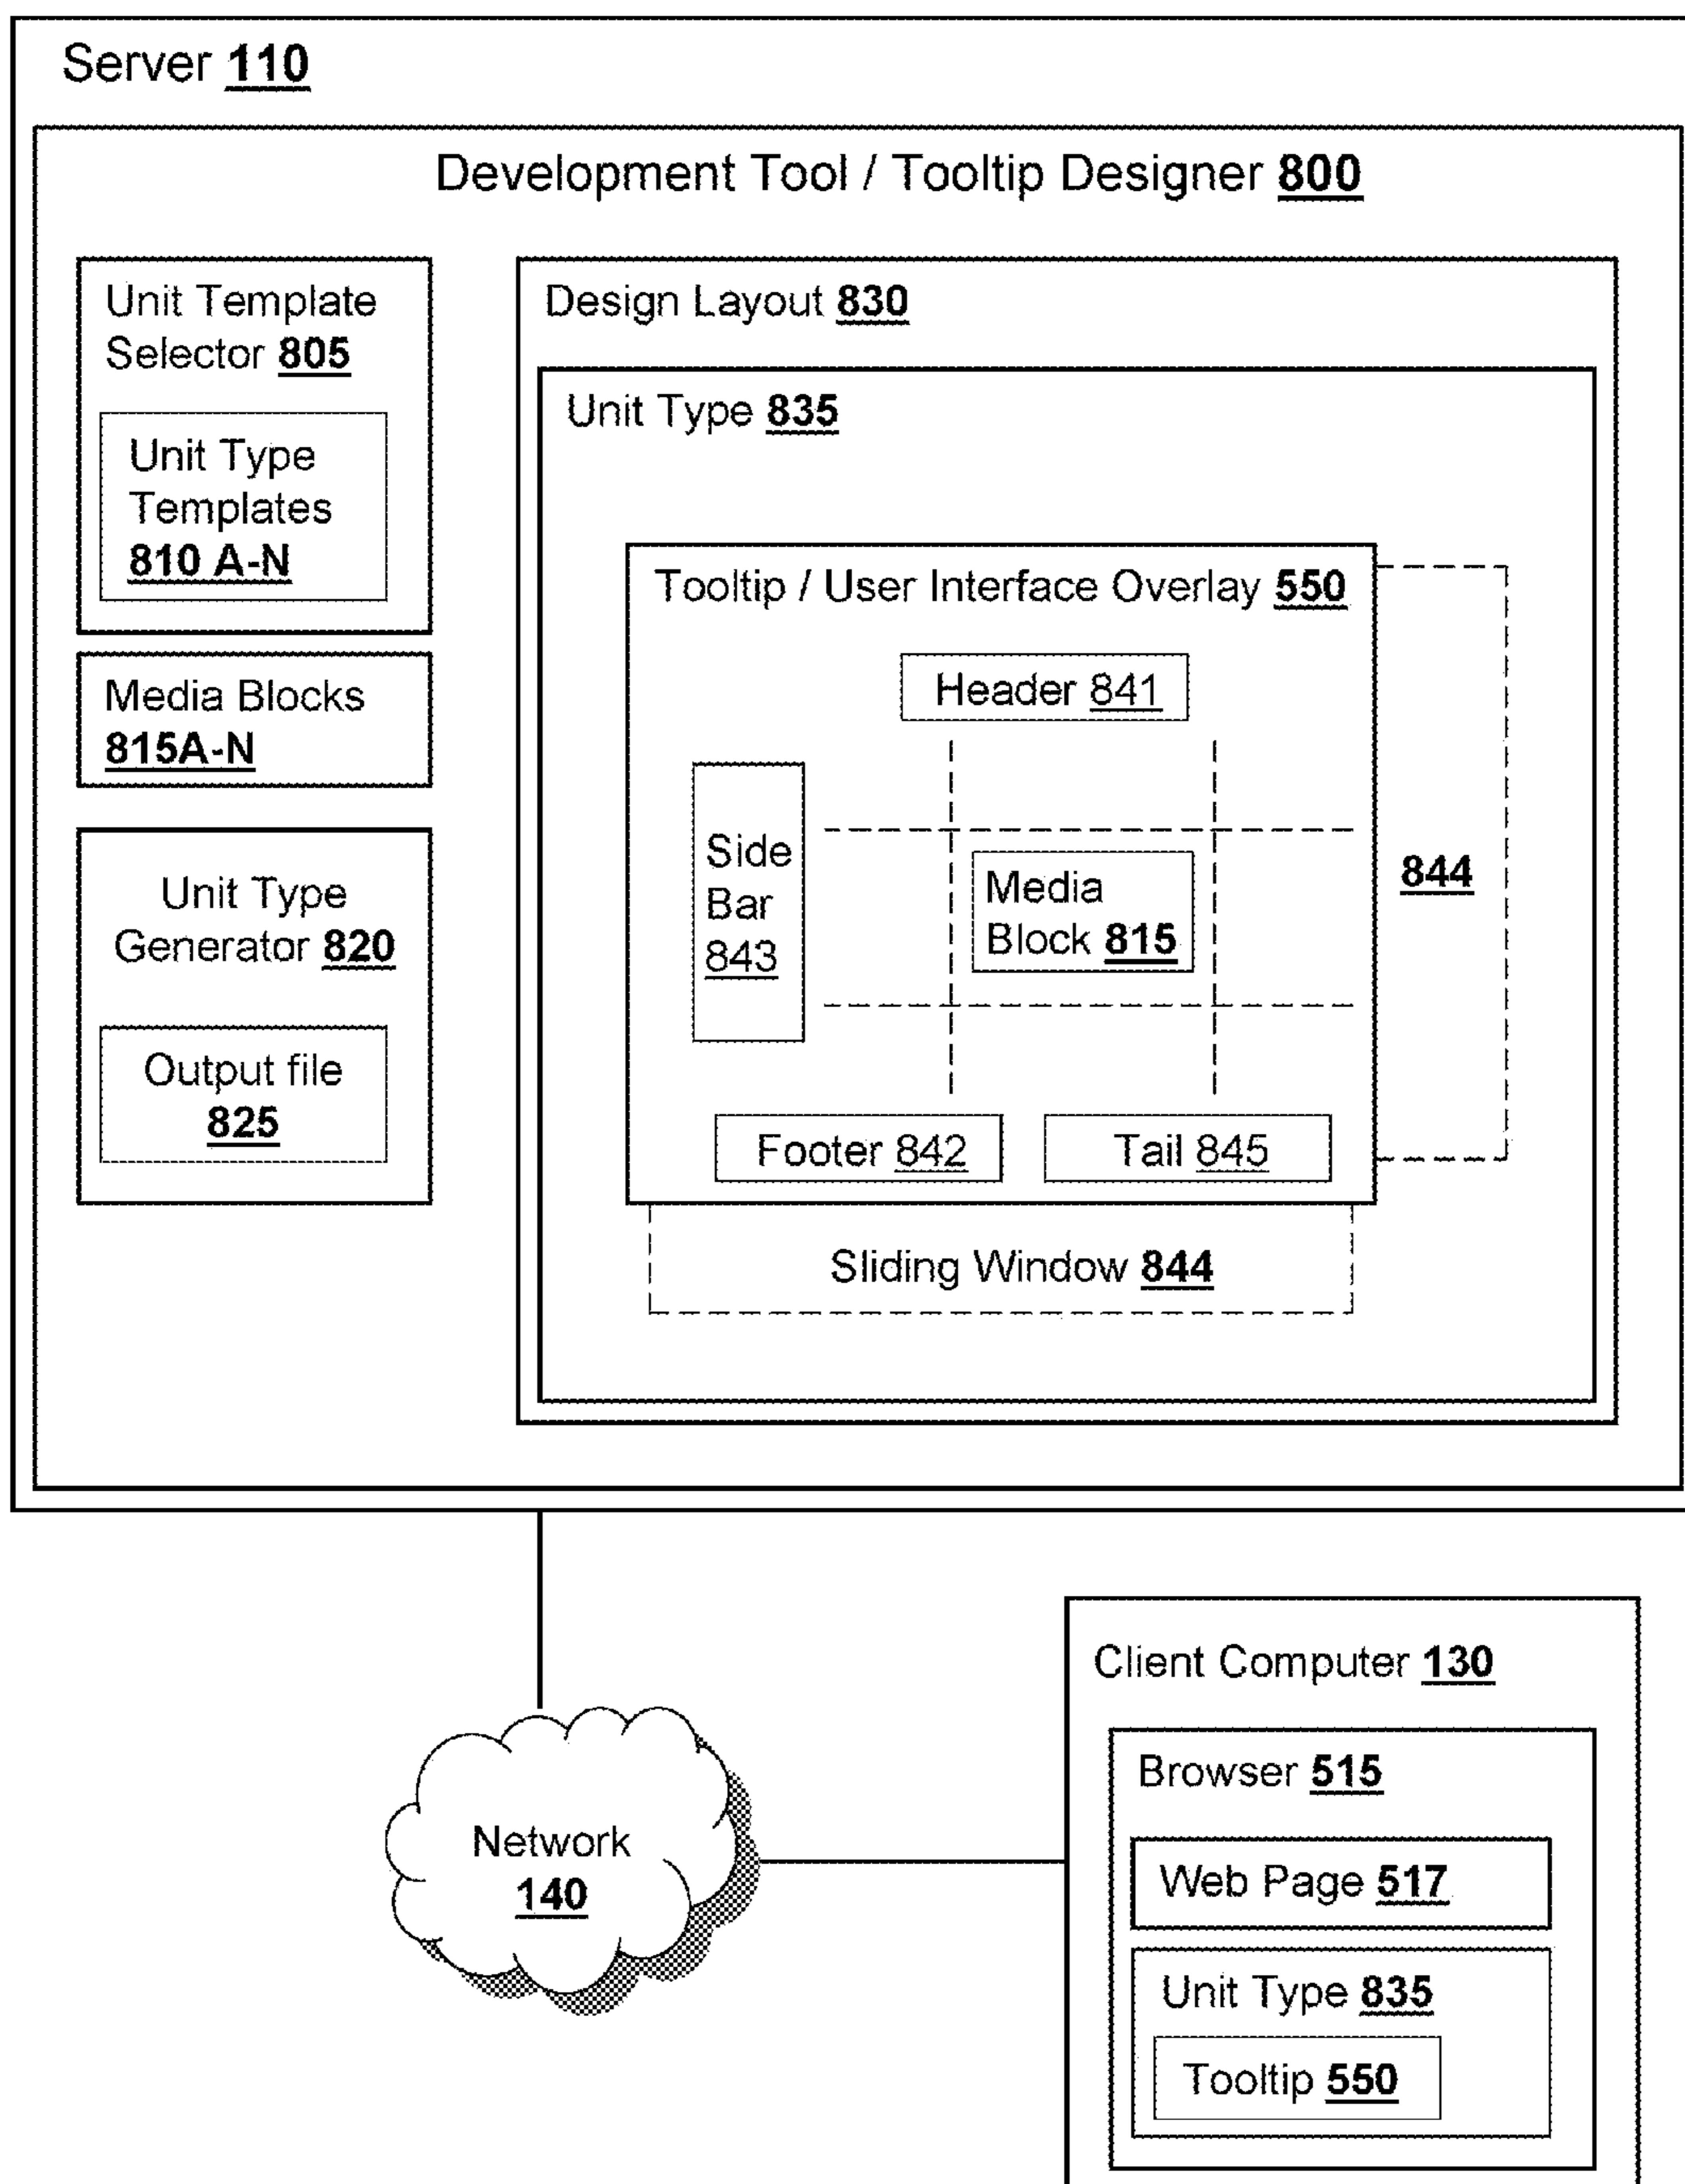 Server 110
Development Tool / Tooltip Designer 800
Unit Template
Selector 805
Unit Type
Templates
810 A-N
Media Blocks
815A-N
Unit Type
Generator 820
Output file
825
Design Layout 830
Unit Type 835
Tooltip / User Interface Overlay 550
Header 841
Side
Bar
843
Media
Block 815
844
Footer 842
Tail 845
Sliding Window 844
Network
140
Client Computer 130
Browser 515
Web Page 517
Unit Type 835
Tooltip 550